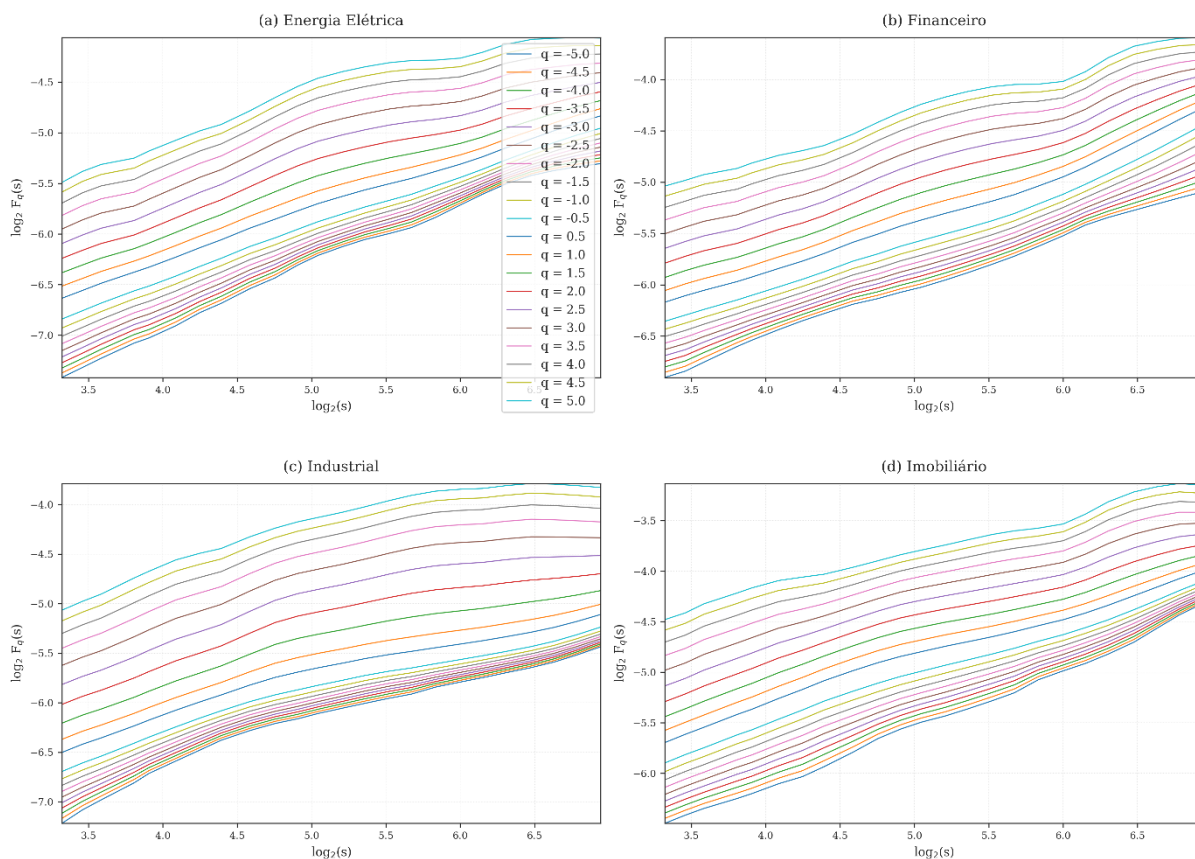 (a) Energia Elétrica
log₂ F_q(s)
−4.5
−5.0
−5.5
−6.0
−6.5
−7.0
3.5 4.0 4.5 5.0 5.5 6.0 6.5
log₂(s)
q = -5.0
q = -4.5
q = -4.0
q = -3.5
q = -3.0
q = -2.5
q = -2.0
q = -1.5
q = -1.0
q = -0.5
q = 0.5
q = 1.0
q = 1.5
q = 2.0
q = 2.5
q = 3.0
q = 3.5
q = 4.0
q = 4.5
q = 5.0
(b) Financeiro
log₂ F_q(s)
−4.0
−4.5
−5.0
−5.5
−6.0
−6.5
3.5 4.0 4.5 5.0 5.5 6.0 6.5
log₂(s)
(c) Industrial
log₂ F_q(s)
−4.0
−4.5
−5.0
−5.5
−6.0
−6.5
−7.0
3.5 4.0 4.5 5.0 5.5 6.0 6.5
log₂(s)
(d) Imobiliário
log₂ F_q(s)
−3.5
−4.0
−4.5
−5.0
−5.5
−6.0
3.5 4.0 4.5 5.0 5.5 6.0 6.5
log₂(s)